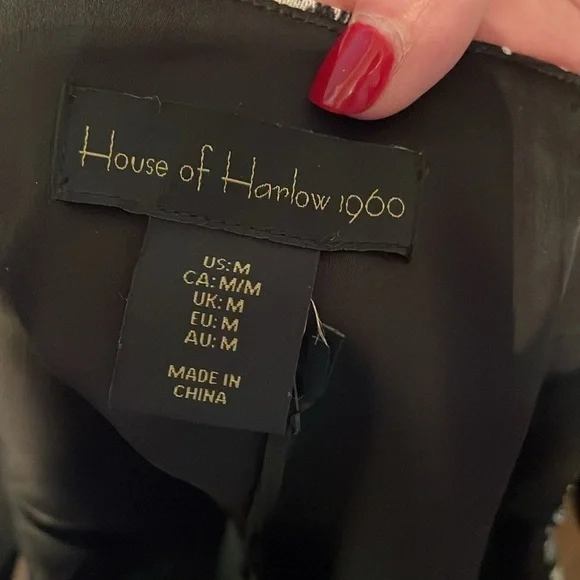 House of Harlow 1960
US: M
CA: M/M
UK: M
EU: M
AU: M
MADE IN
CHINA